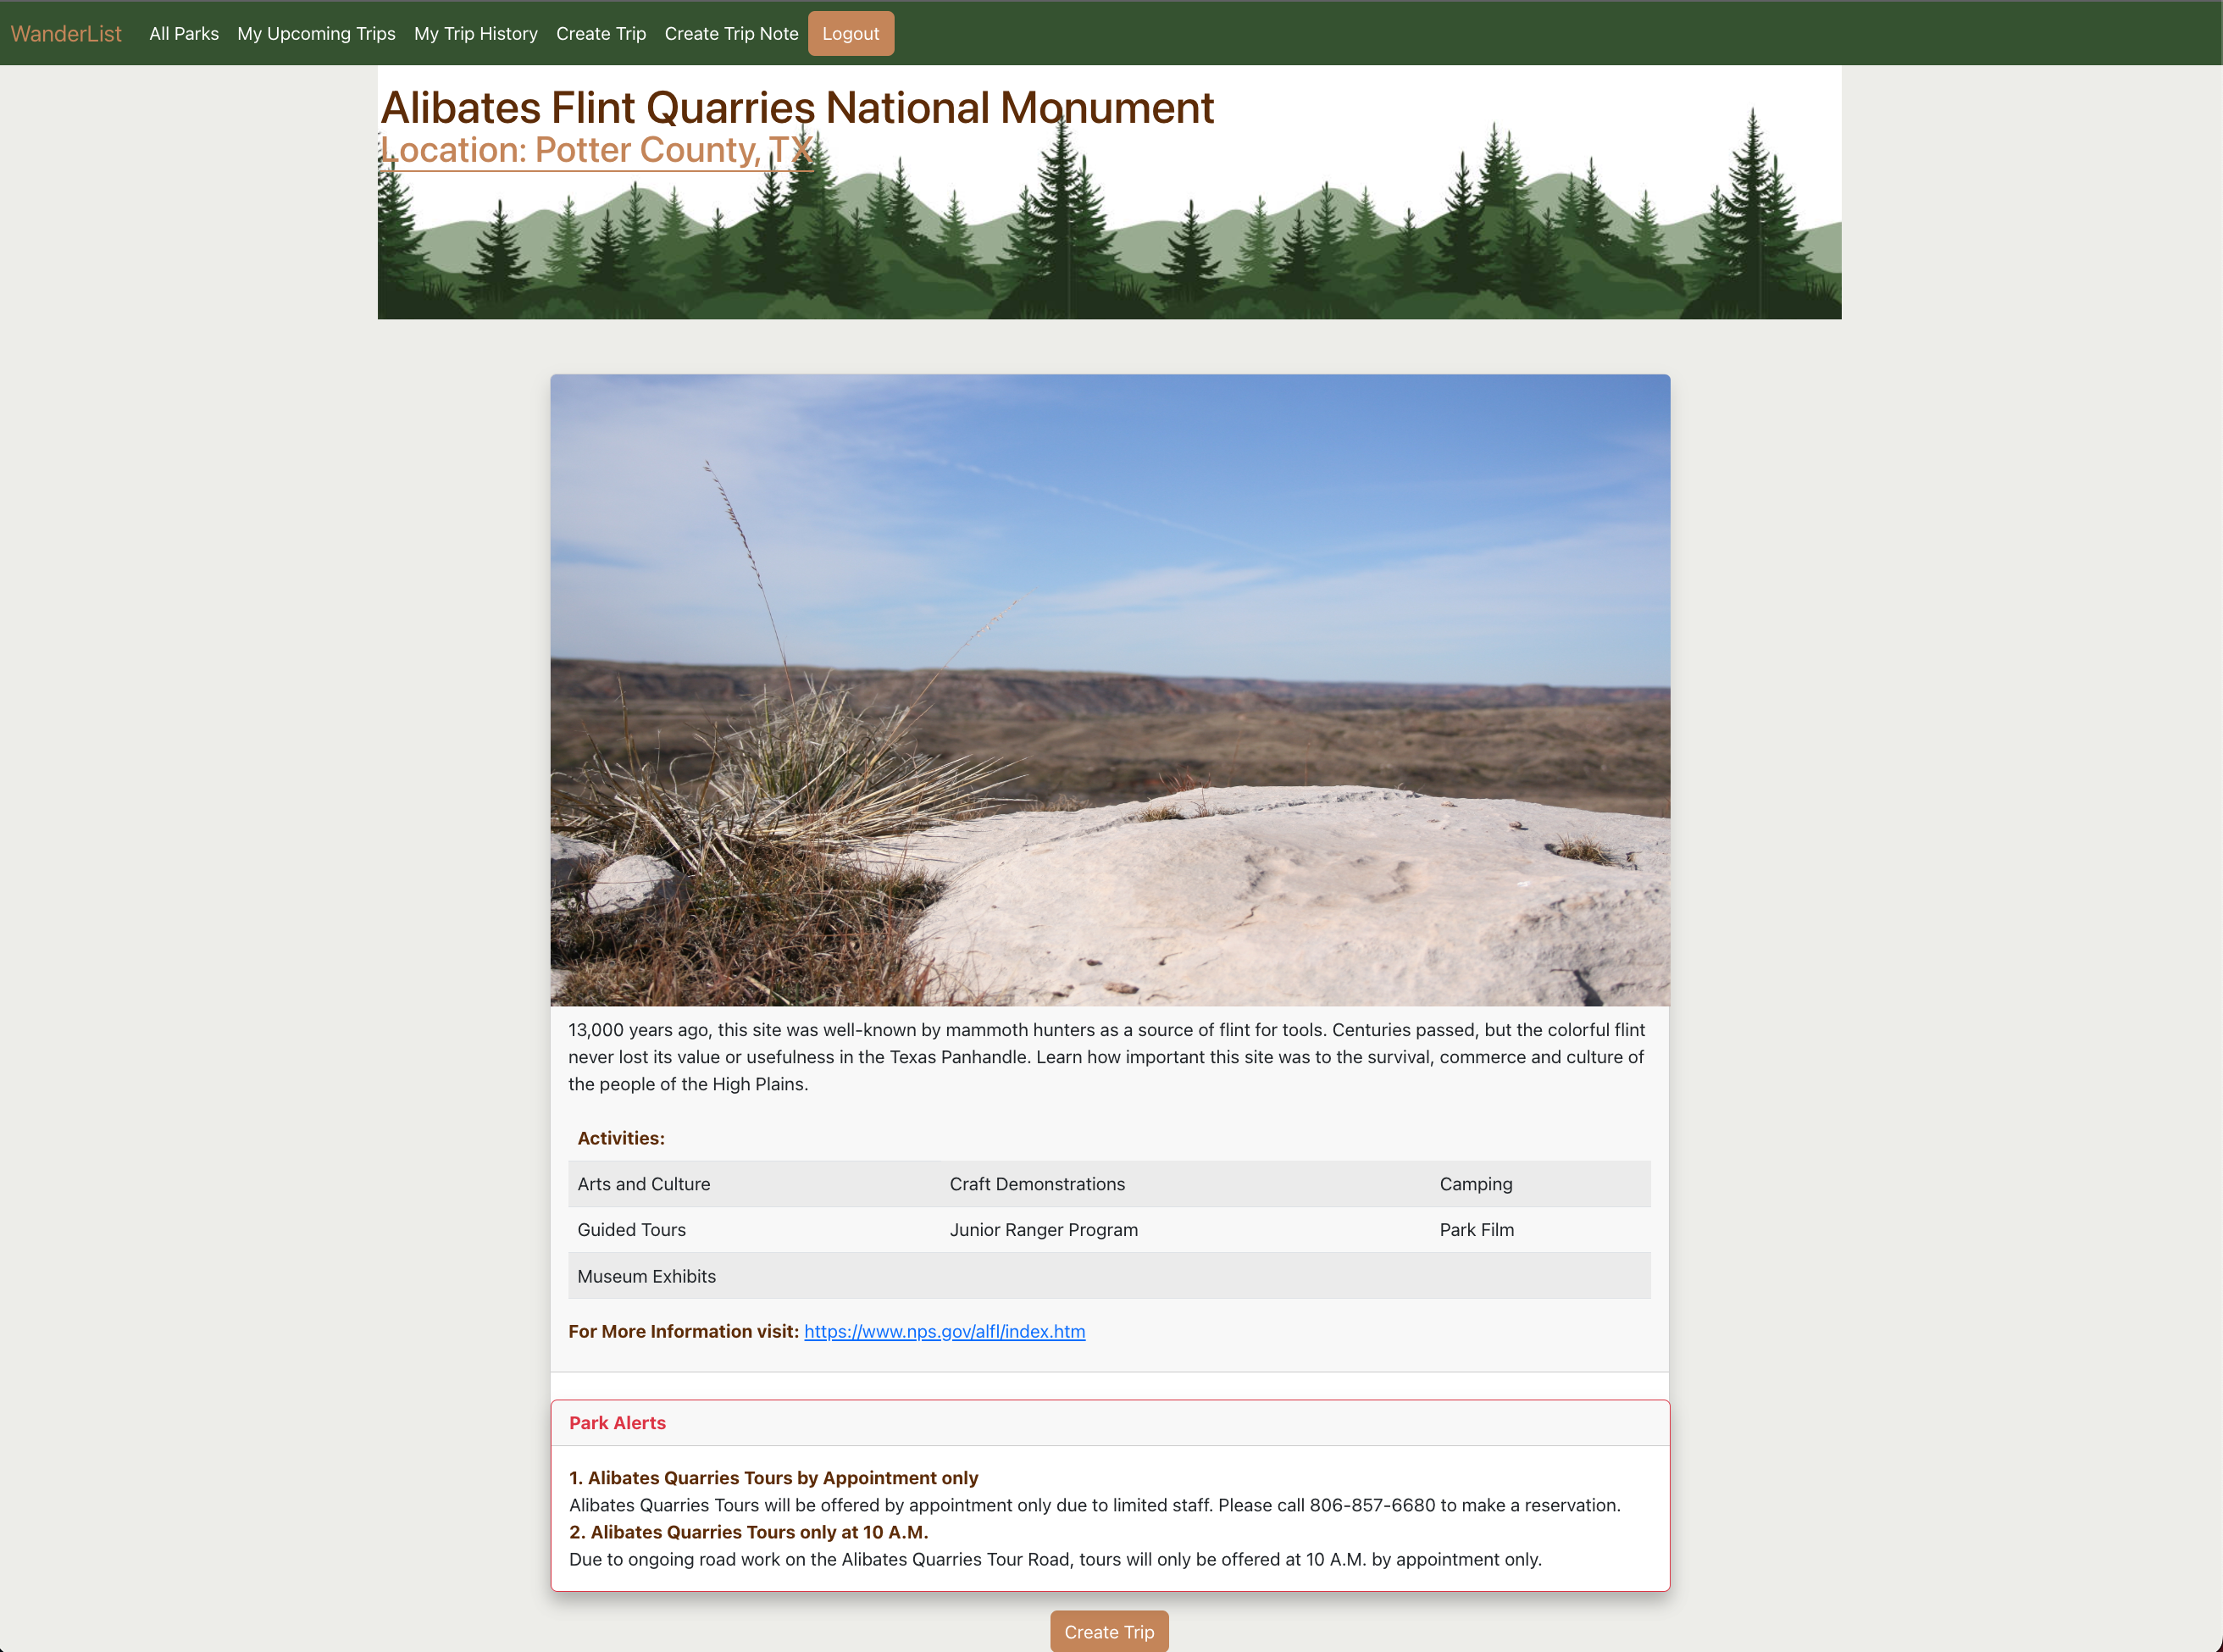 WanderList All Parks My Upcoming Trips My Trip History Create Trip Create Trip Note Logout
Alibates Flint Quarries National Monument
Location: Potter County, TX
13,000 years ago, this site was well-known by mammoth hunters as a source of flint for tools. Centuries passed, but the colorful flint
never lost its value or usefulness in the Texas Panhandle. Learn how important this site was to the survival, commerce and culture of
the people of the High Plains.
Activities:
Arts and Culture Craft Demonstrations Camping
Guided Tours Junior Ranger Program Park Film
Museum Exhibits
For More Information visit: https://www.nps.gov/alfl/index.htm
Park Alerts
1. Alibates Quarries Tours by Appointment only
Alibates Quarries Tours will be offered by appointment only due to limited staff. Please call 806-857-6680 to make a reservation.
2. Alibates Quarries Tours only at 10 A.M.
Due to ongoing road work on the Alibates Quarries Tour Road, tours will only be offered at 10 A.M. by appointment only.
Create Trip